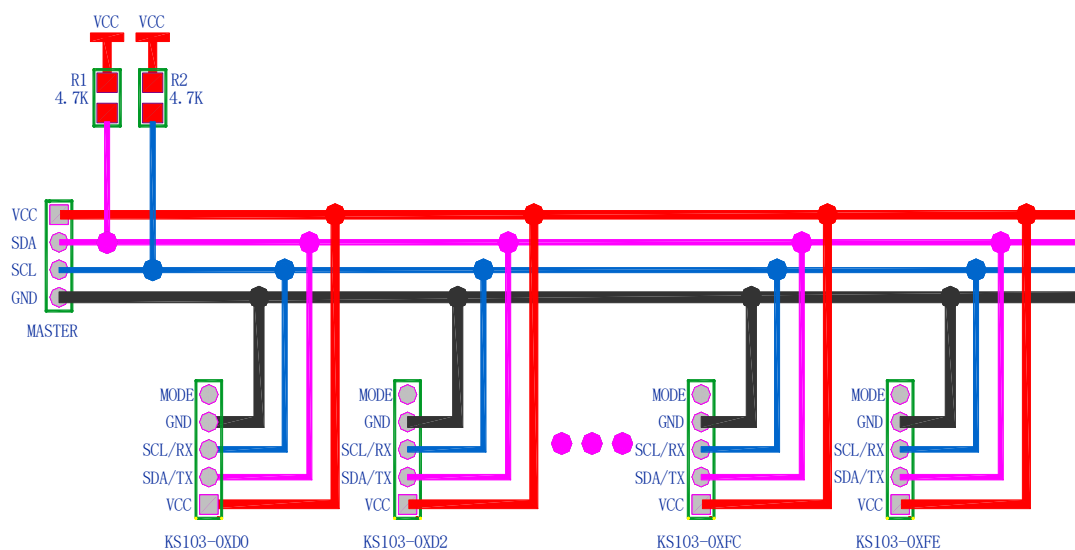 VCC VCC
R1 R2
4.7K 4.7K
VCC
SDA
SCL
GND
MASTER
MODE MODE MODE MODE
GND GND GND GND
SCL/RX SCL/RX SCL/RX SCL/RX
SDA/TX SDA/TX SDA/TX SDA/TX
VCC VCC VCC VCC
KS103-0XD0 KS103-0XD2 KS103-0XFC KS103-0XFE